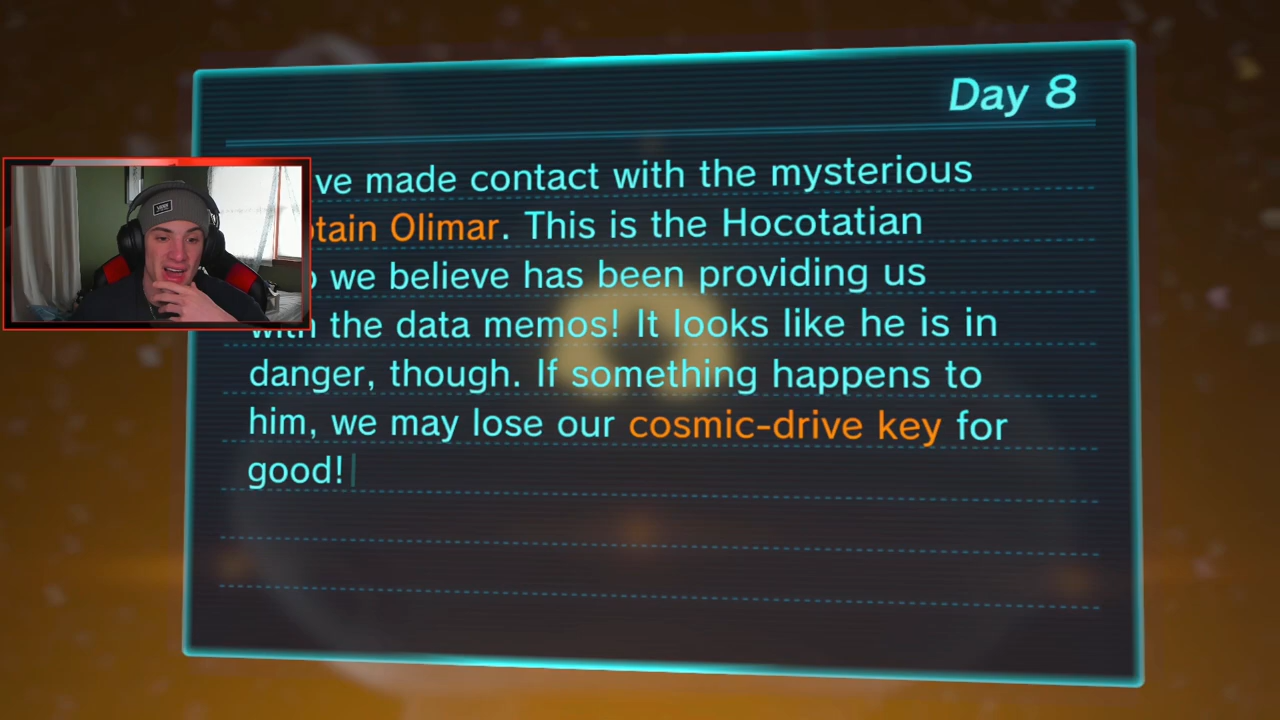 Day 8
ve made contact with the mysterious
tain Olimar. This is the Hocotatian
we believe has been providing us
with the data memos! It looks like he is in
danger, though. If something happens to
him, we may lose our cosmic-drive key for
good!